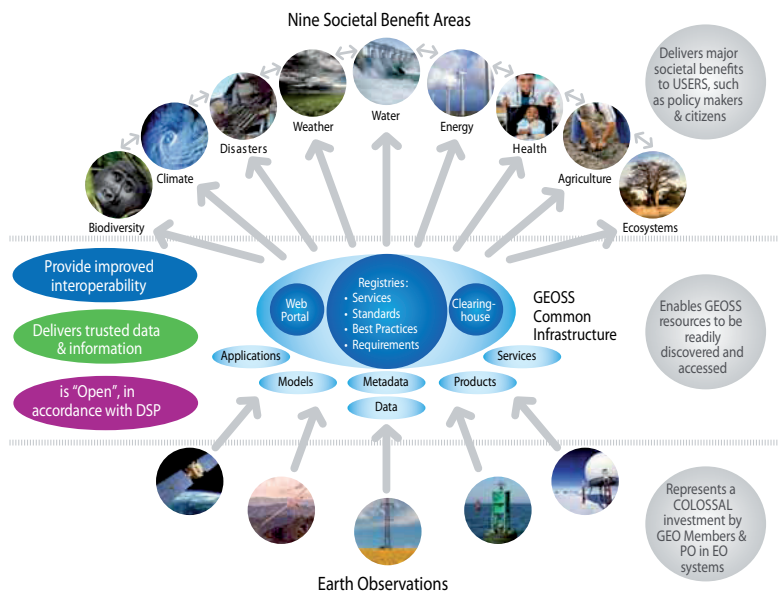 Nine Societal Benefit Areas
Delivers major
societal benefits
to USERS, such
as policy makers
& citizens
Biodiversity
Climate
Disasters
Weather
Water
Energy
Health
Agriculture
Ecosystems
Provide improved
interoperability
Delivers trusted data
& information
is "Open", in
accordance with DSP
Web
Portal
Registries:
• Services
• Standards
• Best Practices
• Requirements
Clearing-
house
GEOSS
Common
Infrastructure
Applications
Models
Metadata
Data
Products
Services
Enables GEOSS
resources to be
readily
discovered and
accessed
Represents a
COLOSSAL
investment by
GEO Members &
PO in EO
systems
Earth Observations